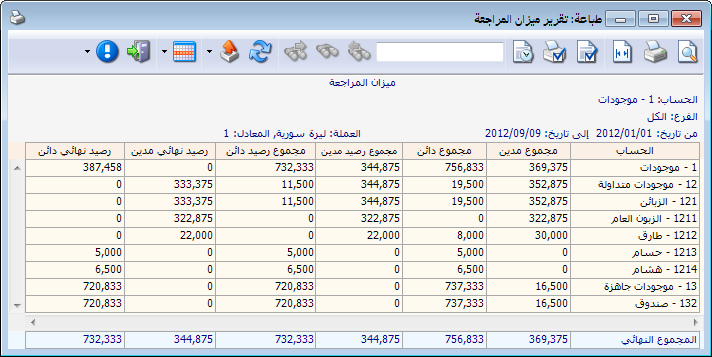 طباعة: تقرير ميزان المراجعة
ميزان المراجعة
الحساب: 1 - موجودات
الفرع: الكل
من تاريخ: 2012/01/01 إلى تاريخ: 2012/09/09 العملة: ليرة سورية, المعادل: 1
الحساب مجموع مدين مجموع دائن مجموع رصيد مدين مجموع رصيد دائن رصيد نهائي مدين رصيد نهائي دائن
1 - موجودات 369,375 756,833 344,875 732,333 0 387,458
12 - موجودات متداولة 352,875 19,500 344,875 11,500 333,375 0
121 - الزبائن 352,875 19,500 344,875 11,500 333,375 0
1211 - الزبون العام 322,875 0 322,875 0 322,875 0
1212 - طارق 30,000 8,000 22,000 0 22,000 0
1213 - حسام 0 5,000 0 5,000 0 5,000
1214 - هشام 0 6,500 0 6,500 0 6,500
13 - موجودات جاهزة 16,500 737,333 0 720,833 0 720,833
132 - صندوق 16,500 737,333 0 720,833 0 720,833
المجموع النهائي 369,375 756,833 344,875 732,333 344,875 732,333